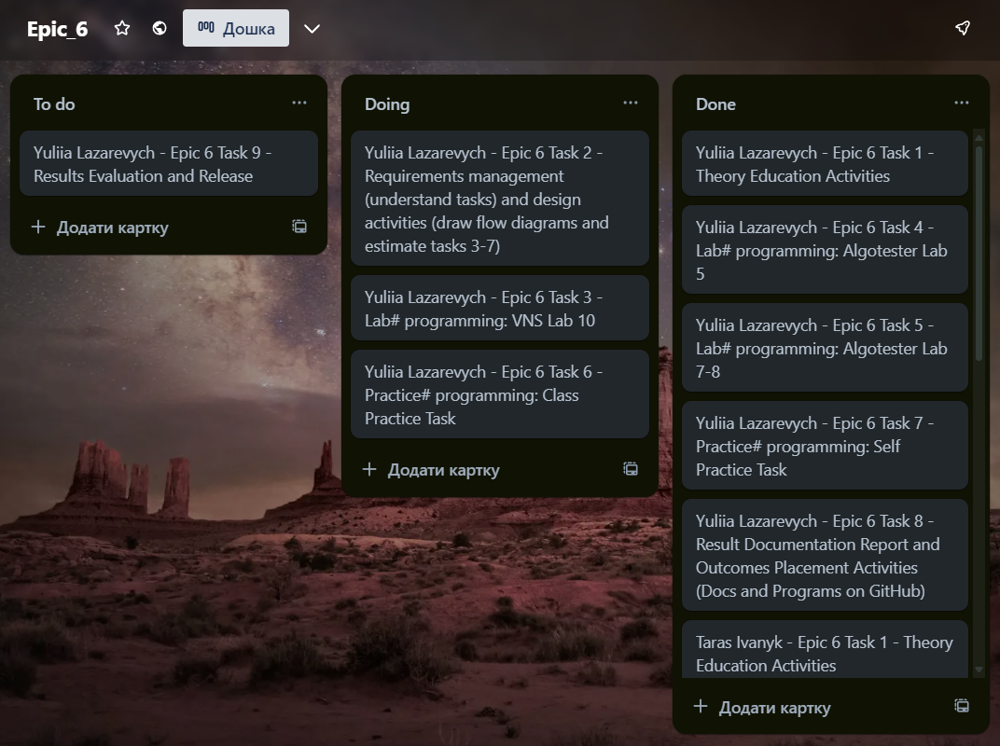 Epic_6
Дошка
To do
Yuliia Lazarevych - Epic 6 Task 9 -
Results Evaluation and Release
Додати картку
Doing
Yuliia Lazarevych - Epic 6 Task 2 -
Requirements management
(understand tasks) and design
activities (draw flow diagrams and
estimate tasks 3-7)
Yuliia Lazarevych - Epic 6 Task 3 -
Lab# programming: VNS Lab 10
Yuliia Lazarevych - Epic 6 Task 6 -
Practice# programming: Class
Practice Task
Додати картку
Done
Yuliia Lazarevych - Epic 6 Task 1 -
Theory Education Activities
Yuliia Lazarevych - Epic 6 Task 4 -
Lab# programming: Algotester Lab
5
Yuliia Lazarevych - Epic 6 Task 5 -
Lab# programming: Algotester Lab
7-8
Yuliia Lazarevych - Epic 6 Task 7 -
Practice# programming: Self
Practice Task
Yuliia Lazarevych - Epic 6 Task 8 -
Result Documentation Report and
Outcomes Placement Activities
(Docs and Programs on GitHub)
Taras Ivanyk - Epic 6 Task 1 - Theory
Education Activities
Додати картку